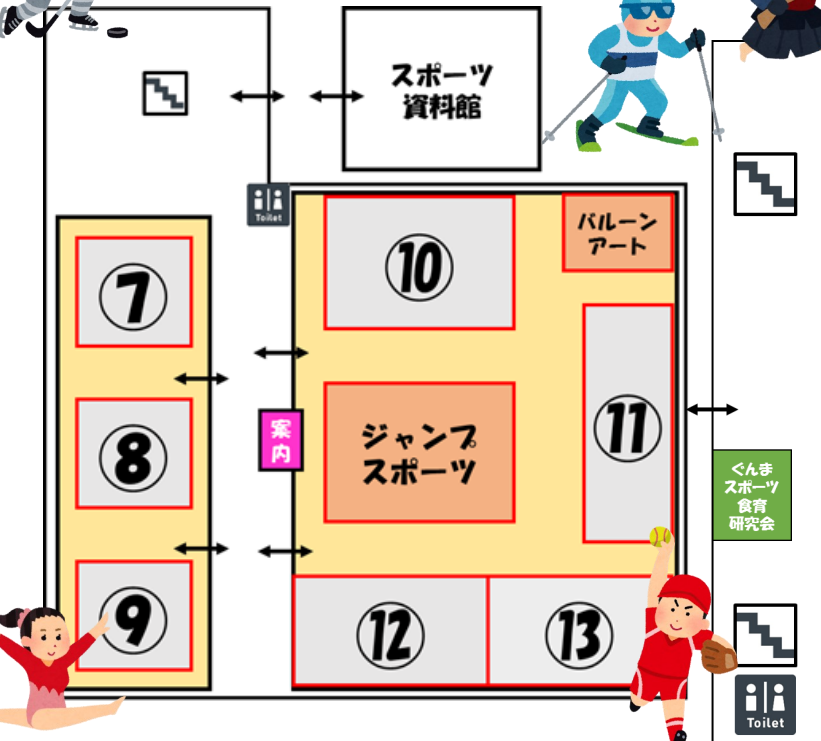 スポーツ
資料館
Toilet
バルーン
アート
⑦
⑩
⑧
ジャンプ
スポーツ
⑪
案
内
ぐんま
スポーツ
食育
研究会
⑨
⑫
⑬
Toilet